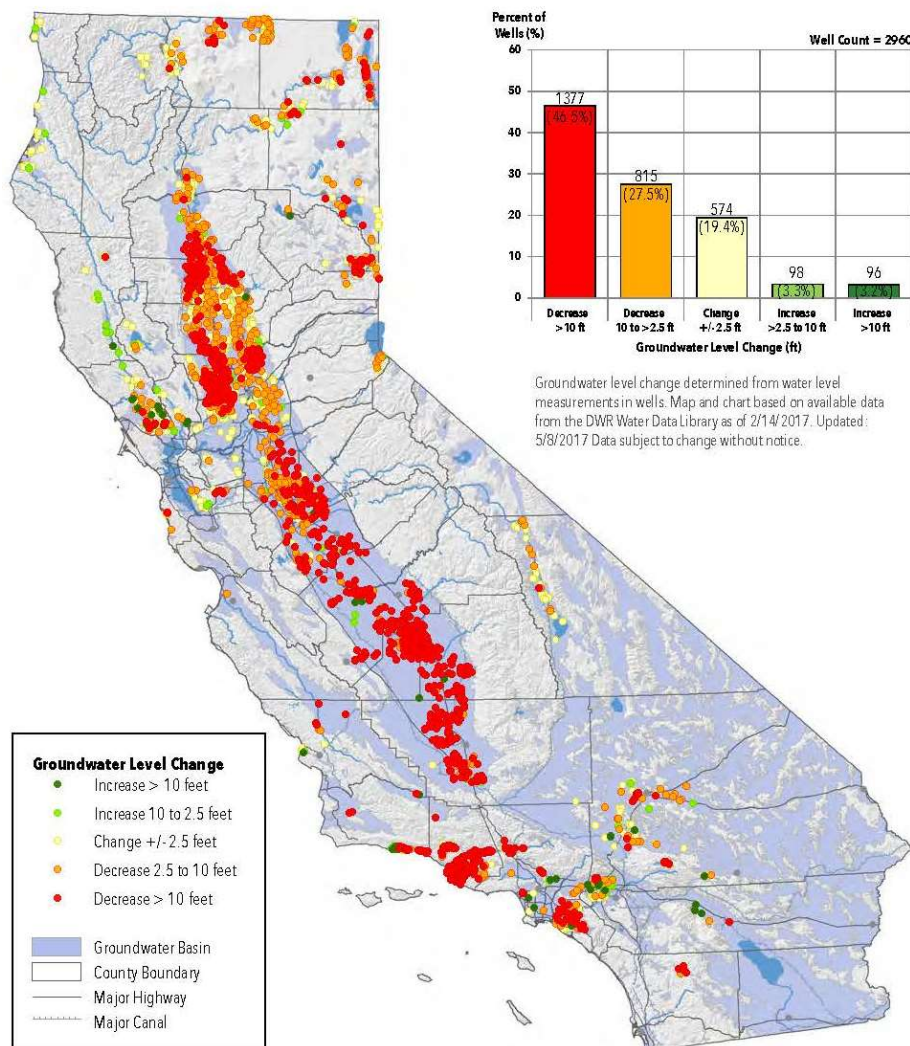 Percent of
Wells (%)
Well Count = 2960
60
50
40
30
20
10
0
1377
(46.5%)
815
(27.5%)
574
(19.4%)
98
(3.3%)
96
(3.2%)
Decrease
>10 ft
Decrease
10 to >2.5 ft
Change
+/- 2.5 ft
Increase
>2.5 to 10 ft
Increase
>10 ft
Groundwater Level Change (ft)
Groundwater level change determined from water level
measurements in wells. Map and chart based on available data
from the DWR Water Data Library as of 2/14/2017. Updated:
5/8/2017 Data subject to change without notice.
Groundwater Level Change
Increase > 10 feet
Increase 10 to 2.5 feet
Change +/- 2.5 feet
Decrease 2.5 to 10 feet
Decrease > 10 feet
Groundwater Basin
County Boundary
Major Highway
Major Canal